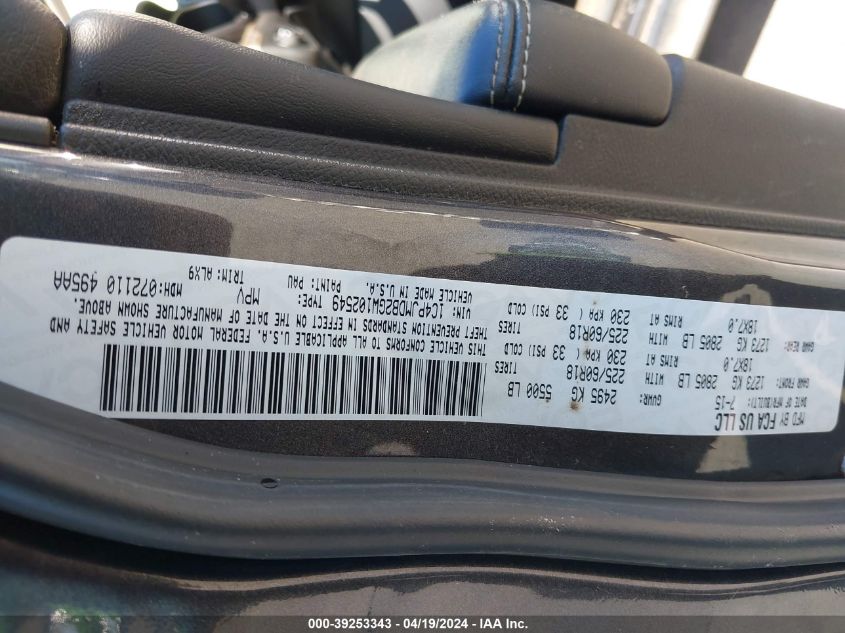 MFD BY FCA US LLC
DATE OF MFR(BUILT): 7-15 GVWR: 2495 KG 5500 LB
GAWR FRONT: 1273 KG 2805 LB WITH 225/60R18 TIRES
18X7.0 RIMS AT 230 KPA ( 33 PSI) COLD
GAWR REAR: 1273 KG 2805 LB WITH 225/60R18 TIRES
18X7.0 RIMS AT 230 KPA ( 33 PSI) COLD
THIS VEHICLE CONFORMS TO ALL APPLICABLE U.S.A. FEDERAL MOTOR VEHICLE SAFETY AND
THEFT PREVENTION STANDARDS IN EFFECT ON THE DATE OF MANUFACTURE SHOWN ABOVE.
VIN: 1C4PJMDB2GW102549 TYPE: MPV MDH:072110 495AA
VEHICLE MADE IN U.S.A. PAINT: PAU TRIM: ALX9
000-39253343 - 04/19/2024 - IAA Inc.